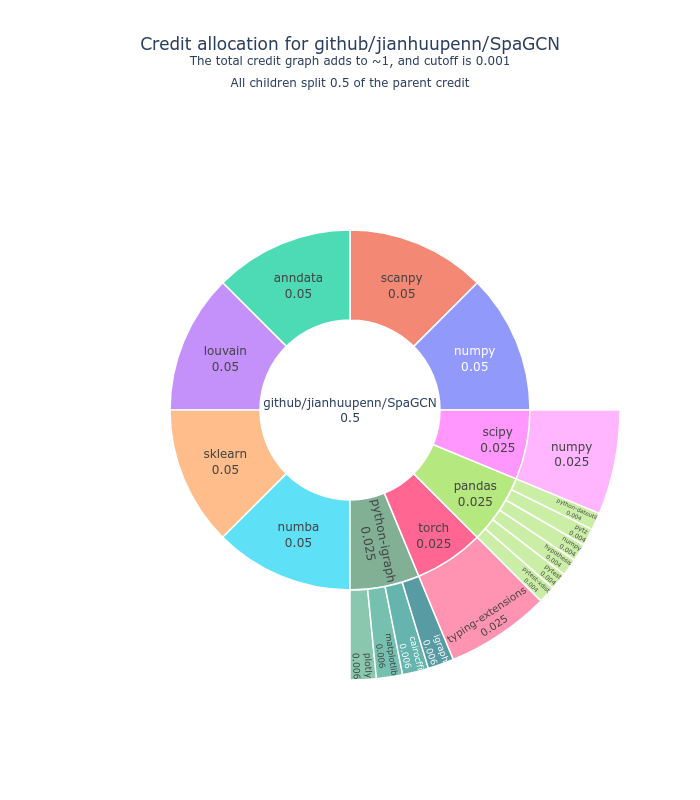 Credit allocation for github/jianhuupenn/SpaGCN
The total credit graph adds to ~1, and cutoff is 0.001
All children split 0.5 of the parent credit
anndata
0.05
scanpy
0.05
louvain
0.05
numpy
0.05
github/jianhuupenn/SpaGCN
0.5
sklearn
0.05
scipy
0.025
numpy
0.025
pandas
0.025
python-dateutil
0.004
pytz
0.004
numpy
0.004
hypothesis
0.004
pytest
0.004
pytest-xdist
0.004
numba
0.05
python-igraph
0.025
torch
0.025
typing-extensions
0.025
plotly
0.006
matplotlib
0.006
cairocffi
0.006
igraph
0.006